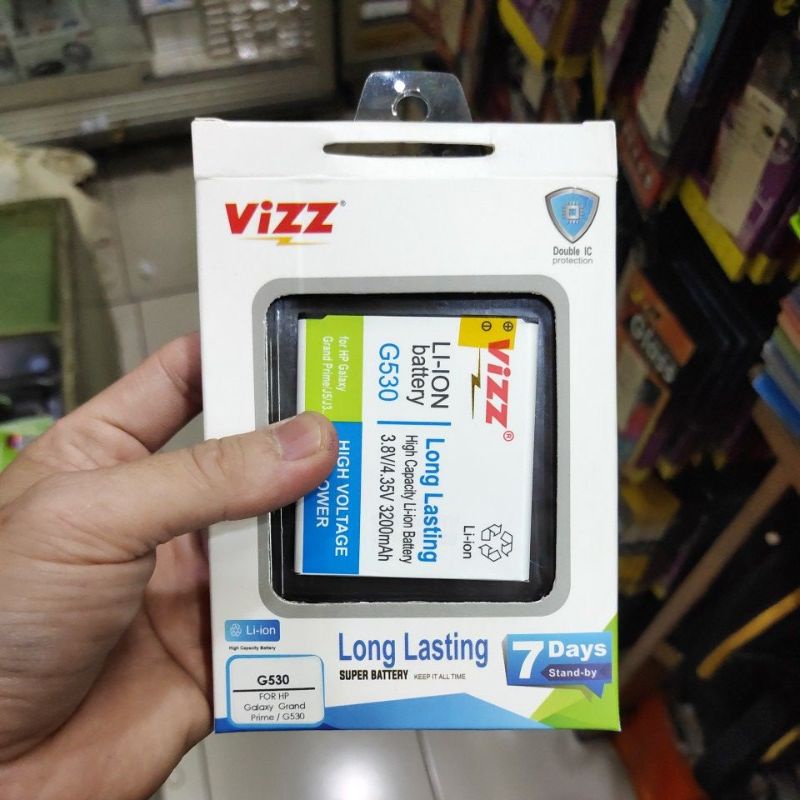 ViZZ®
Double IC
protection
ViZZ®
LI-ION
battery
G530
for HP Galaxy
Grand Prime/J5/J3..
Long Lasting
High Capacity Li-ion Battery
3.8V/4.35V 3200mAh
HIGH VOLTAGE
Li-ion
Li-ion
High Capacity Battery
G530
FOR HP
Galaxy Grand
Prime / G530
Long Lasting
SUPER BATTERY KEEP IT ALL TIME
7 Days
Stand-by
Glass